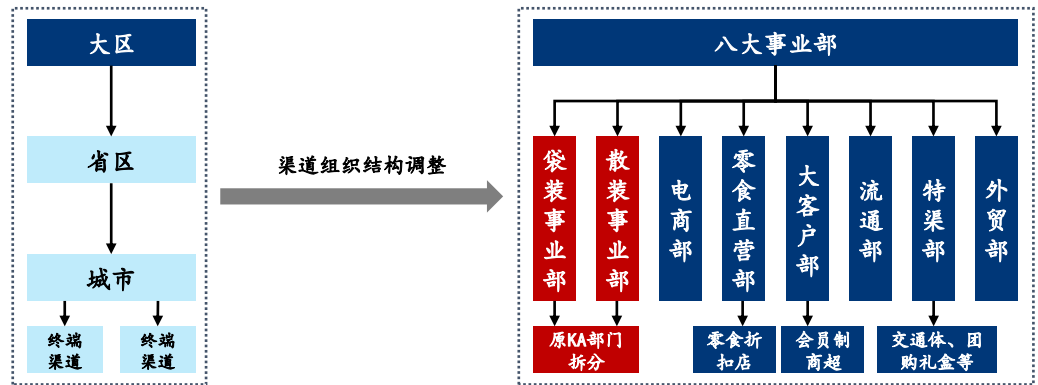 大区
省区
城市
终端
渠道
终端
渠道
渠道组织结构调整
八大事业部
袋装事业部
散装事业部
电商部
零食直营部
大客户部
流通部
特渠部
外贸部
原KA部门
拆分
零食折
扣店
会员制
商超
交通体、团
购礼盒等